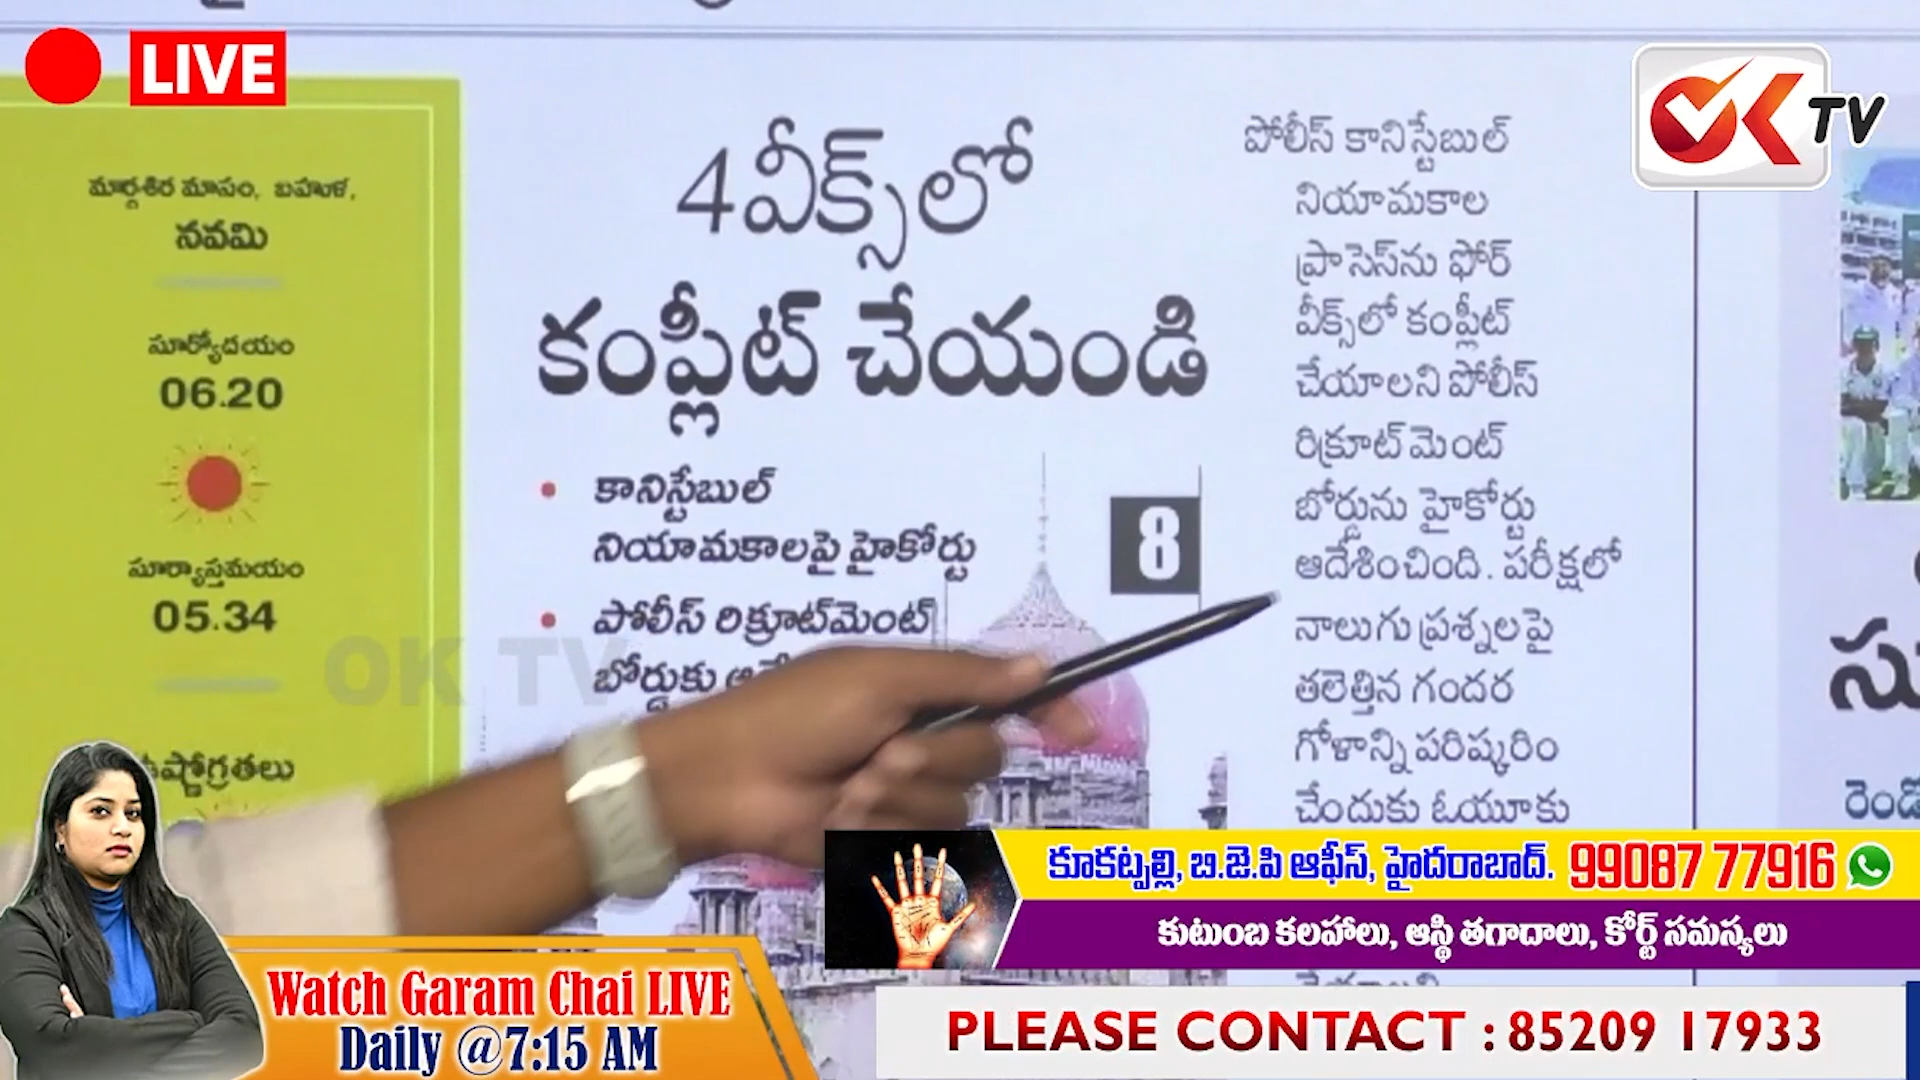 LIVE
OK TV
మార్గశిర మాసం, బహుళ,
నవమి
సూర్యోదయం
06.20
సూర్యాస్తమయం
05.34
4 వీక్స్‌లో
కంప్లీట్ చేయండి
• కానిస్టేబుల్
నియామకాలపై హైకోర్టు
• పోలీస్ రిక్రూట్‌మెంట్
బోర్డుకు
8
పోలీస్ కానిస్టేబుల్
నియామకాల
ప్రాసెస్‌ను ఫోర్
వీక్స్‌లో కంప్లీట్
చేయాలని పోలీస్
రిక్రూట్‌మెంట్
బోర్డును హైకోర్టు
ఆదేశించింది. పరీక్షలో
నాలుగు ప్రశ్నలపై
తలెత్తిన గందర
గోళాన్ని పరిష్కరిం
చేందుకు ఓయూకు
OK TV
కూకట్పల్లి, బి.జె.పి ఆఫీస్, హైదరాబాద్. 99087 77916
కుటుంబ కలహాలు, ఆస్థి తగాదాలు, కోర్ట్ సమస్యలు
Watch Garam Chai LIVE
Daily @7:15 AM
PLEASE CONTACT : 85209 17933